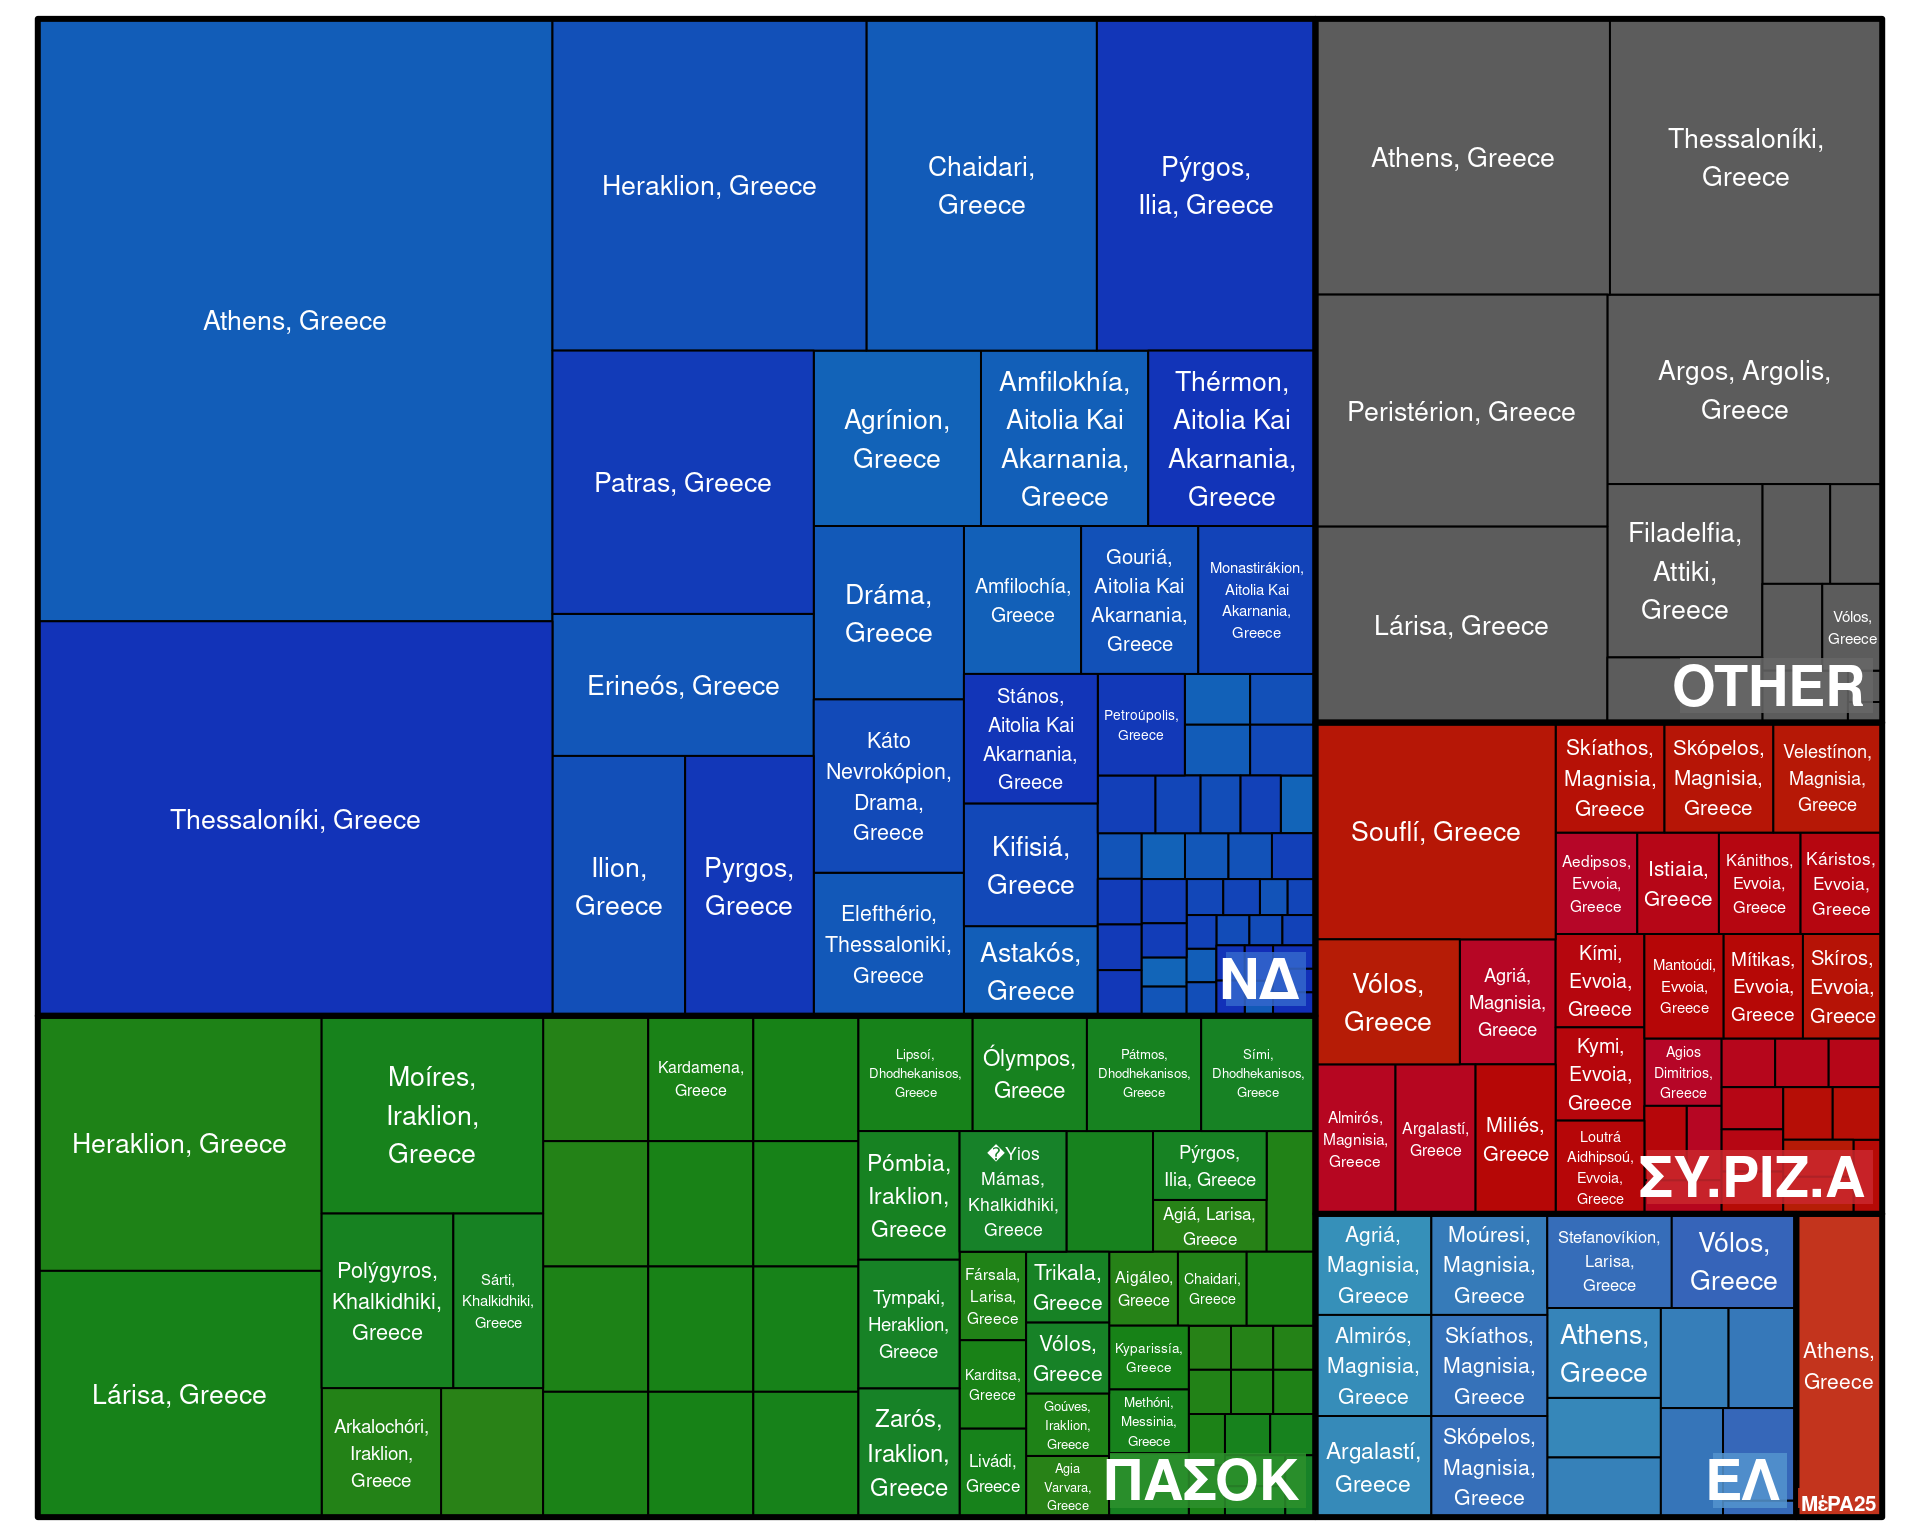 Athens, Greece
Thessaloníki, Greece
Heraklion, Greece
Chaidari,
Greece
Pýrgos,
Ilia, Greece
Patras, Greece
Erineós, Greece
Ilion,
Greece
Pyrgos,
Greece
Agrínion,
Greece
Amfilokhía,
Aitolia Kai
Akarnania,
Greece
Thérmon,
Aitolia Kai
Akarnania,
Greece
Dráma,
Greece
Káto
Nevrokópion,
Drama,
Greece
Elefthério,
Thessaloniki,
Greece
Amfilochía,
Greece
Gouriá,
Aitolia Kai
Akarnania,
Greece
Monastirákion,
Aitolia Kai
Akarnania,
Greece
Stános,
Aitolia Kai
Akarnania,
Greece
Kifisiá,
Greece
Astakós,
Greece
Petroúpolis,
Greece
ΝΔ
Athens, Greece
Thessaloníki,
Greece
Peristérion, Greece
Lárisa, Greece
Argos, Argolis,
Greece
Filadelfia,
Attiki,
Greece
Vólos,
Greece
OTHER
Souflí, Greece
Vólos,
Greece
Agriá,
Magnisia,
Greece
Almirós,
Magnisia,
Greece
Argalastí,
Greece
Miliés,
Greece
Skíathos,
Magnisia,
Greece
Skópelos,
Magnisia,
Greece
Velestínon,
Magnisia,
Greece
Aedipsos,
Evvoia,
Greece
Istiaia,
Greece
Kánithos,
Evvoia,
Greece
Káristos,
Evvoia,
Greece
Kími,
Evvoia,
Greece
Mantoúdi,
Evvoia,
Greece
Mítikas,
Evvoia,
Greece
Skíros,
Evvoia,
Greece
Kymi,
Evvoia,
Greece
Agios
Dimitrios,
Greece
Loutrá
Aidhipsoú,
Evvoia,
Greece
ΣΥ.ΡΙΖ.Α
Heraklion, Greece
Lárisa, Greece
Moíres,
Iraklion,
Greece
Polýgyros,
Khalkidhiki,
Greece
Sárti,
Khalkidhiki,
Greece
Arkalochóri,
Iraklion,
Greece
Kardamena,
Greece
Lipsoí,
Dhodhekanisos,
Greece
Ólympos,
Greece
Pátmos,
Dhodhekanisos,
Greece
Sími,
Dhodhekanisos,
Greece
Pómbia,
Iraklion,
Greece
�Yios
Mámas,
Khalkidhiki,
Greece
Pýrgos,
Ilia, Greece
Agiá, Larisa,
Greece
Tympaki,
Heraklion,
Greece
Zarós,
Iraklion,
Greece
Fársala,
Larisa,
Greece
Karditsa,
Greece
Livádi,
Greece
Trikala,
Greece
Vólos,
Greece
Goúves,
Iraklion,
Greece
Agia
Varvara,
Greece
Aigáleo,
Greece
Chaidari,
Greece
Kyparissía,
Greece
Methóni,
Messinia,
Greece
ΠΑΣΟΚ
Agriá,
Magnisia,
Greece
Almirós,
Magnisia,
Greece
Argalastí,
Greece
Moúresi,
Magnisia,
Greece
Skíathos,
Magnisia,
Greece
Skópelos,
Magnisia,
Greece
Stefanovíkion,
Larisa,
Greece
Vólos,
Greece
Athens,
Greece
ΕΛ
Athens,
Greece
ΜέΡΑ25